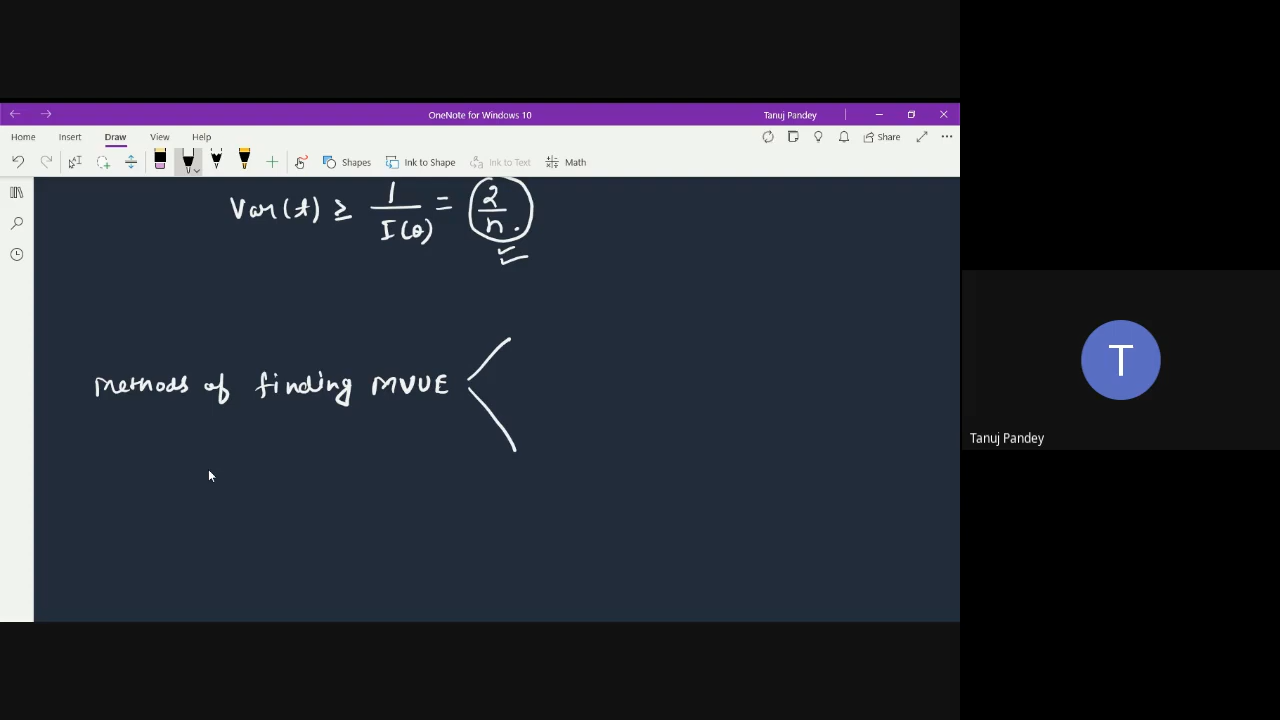 OneNote for Windows 10
Tanuj Pandey
Home Insert Draw View Help
Share
Shapes Ink to Shape Ink to Text Math
Var(t) ≥ 1/I(θ) = 2/n.
Methods of finding MVUE
T
Tanuj Pandey